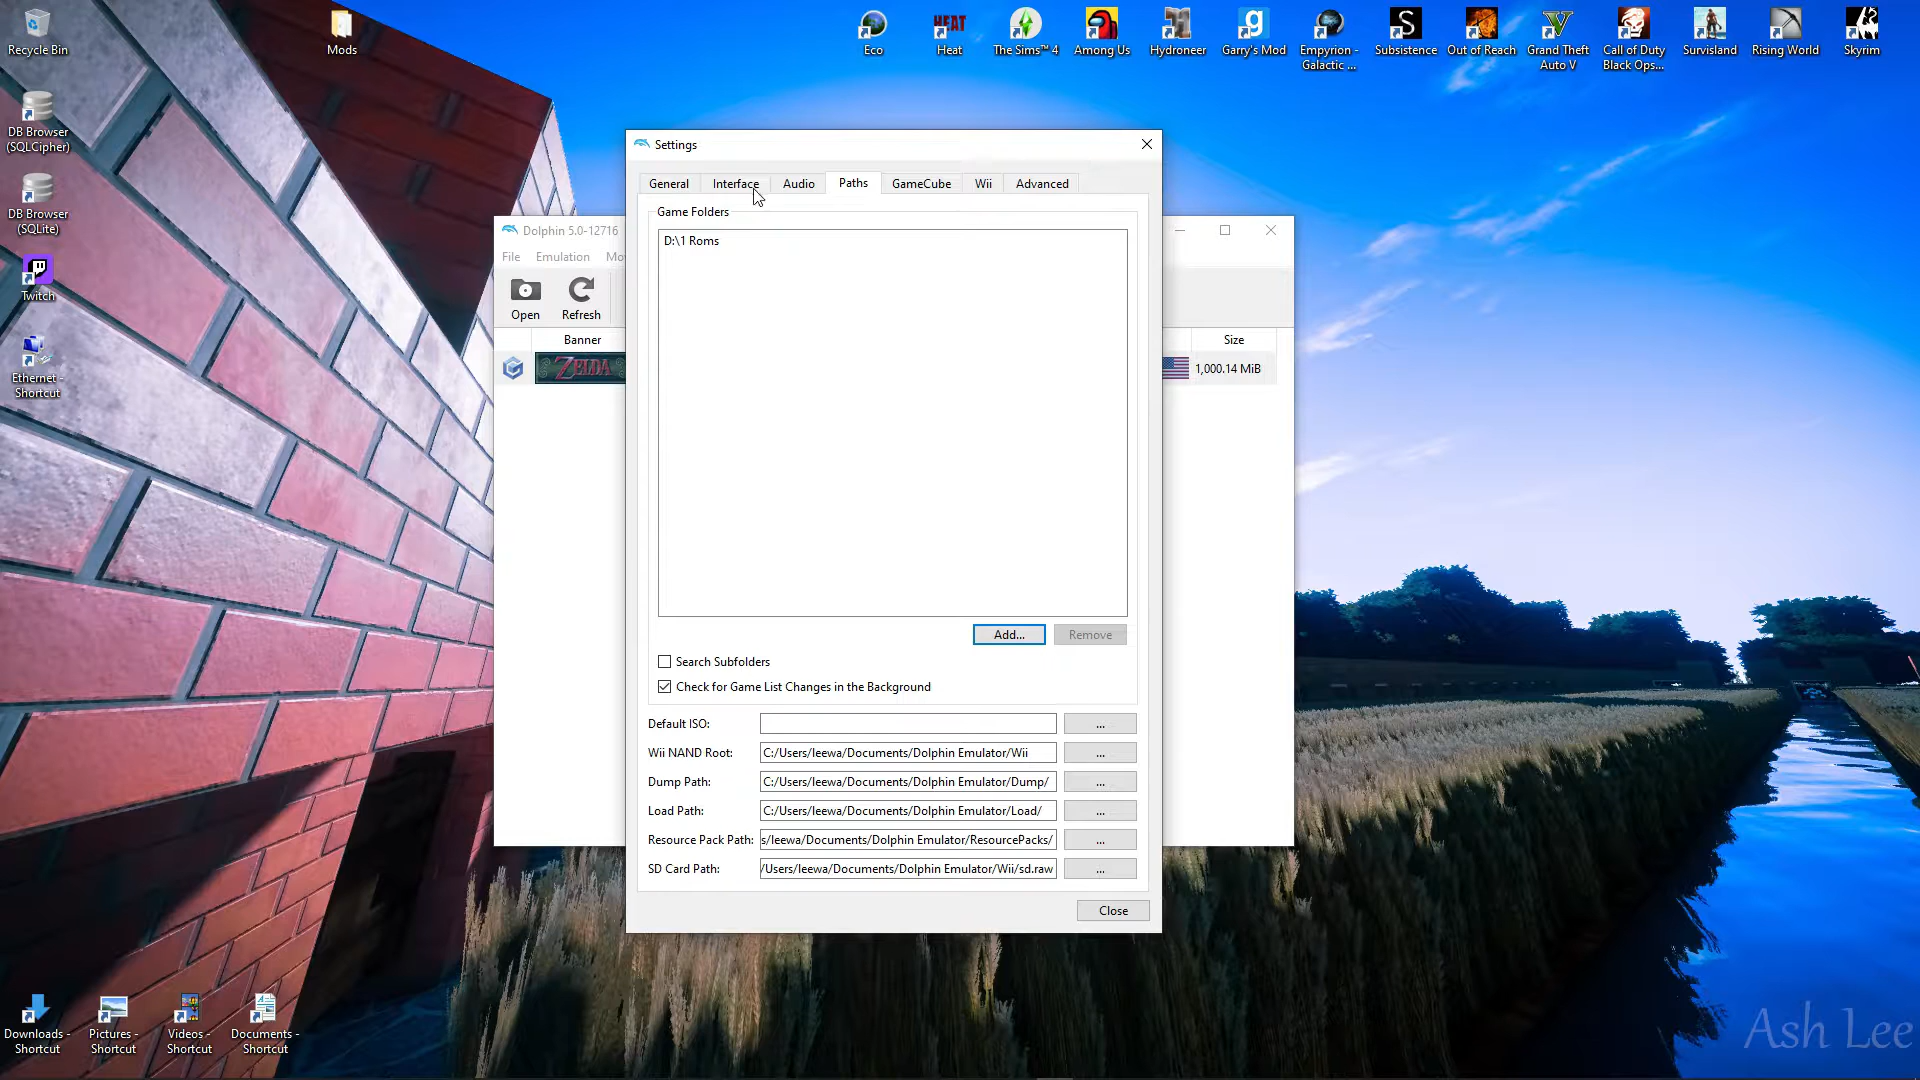 Recycle Bin
Mods
Eco
Heat
The Sims™ 4
Among Us
Hydroneer
Garry's Mod
Empyrion -
Galactic ...
Subsistence
Out of Reach
Grand Theft
Auto V
Call of Duty
Black Ops...
Survisland
Rising World
Skyrim
DB Browser
(SQLCipher)
DB Browser
(SQLite)
Twitch
Ethernet -
Shortcut
Dolphin 5.0-12716
File Emulation Mo
Open Refresh
Banner
Size
ZELDA
1,000.14 MiB
Settings
General Interface Audio Paths GameCube Wii Advanced
Game Folders
D:\1 Roms
Add... Remove
Search Subfolders
Check for Game List Changes in the Background
Default ISO: ...
Wii NAND Root: C:/Users/leewa/Documents/Dolphin Emulator/Wii ...
Dump Path: C:/Users/leewa/Documents/Dolphin Emulator/Dump/ ...
Load Path: C:/Users/leewa/Documents/Dolphin Emulator/Load/ ...
Resource Pack Path: s/leewa/Documents/Dolphin Emulator/ResourcePacks/ ...
SD Card Path: /Users/leewa/Documents/Dolphin Emulator/Wii/sd.raw ...
Close
Downloads -
Shortcut
Pictures -
Shortcut
Videos -
Shortcut
Documents -
Shortcut
Ash Lee